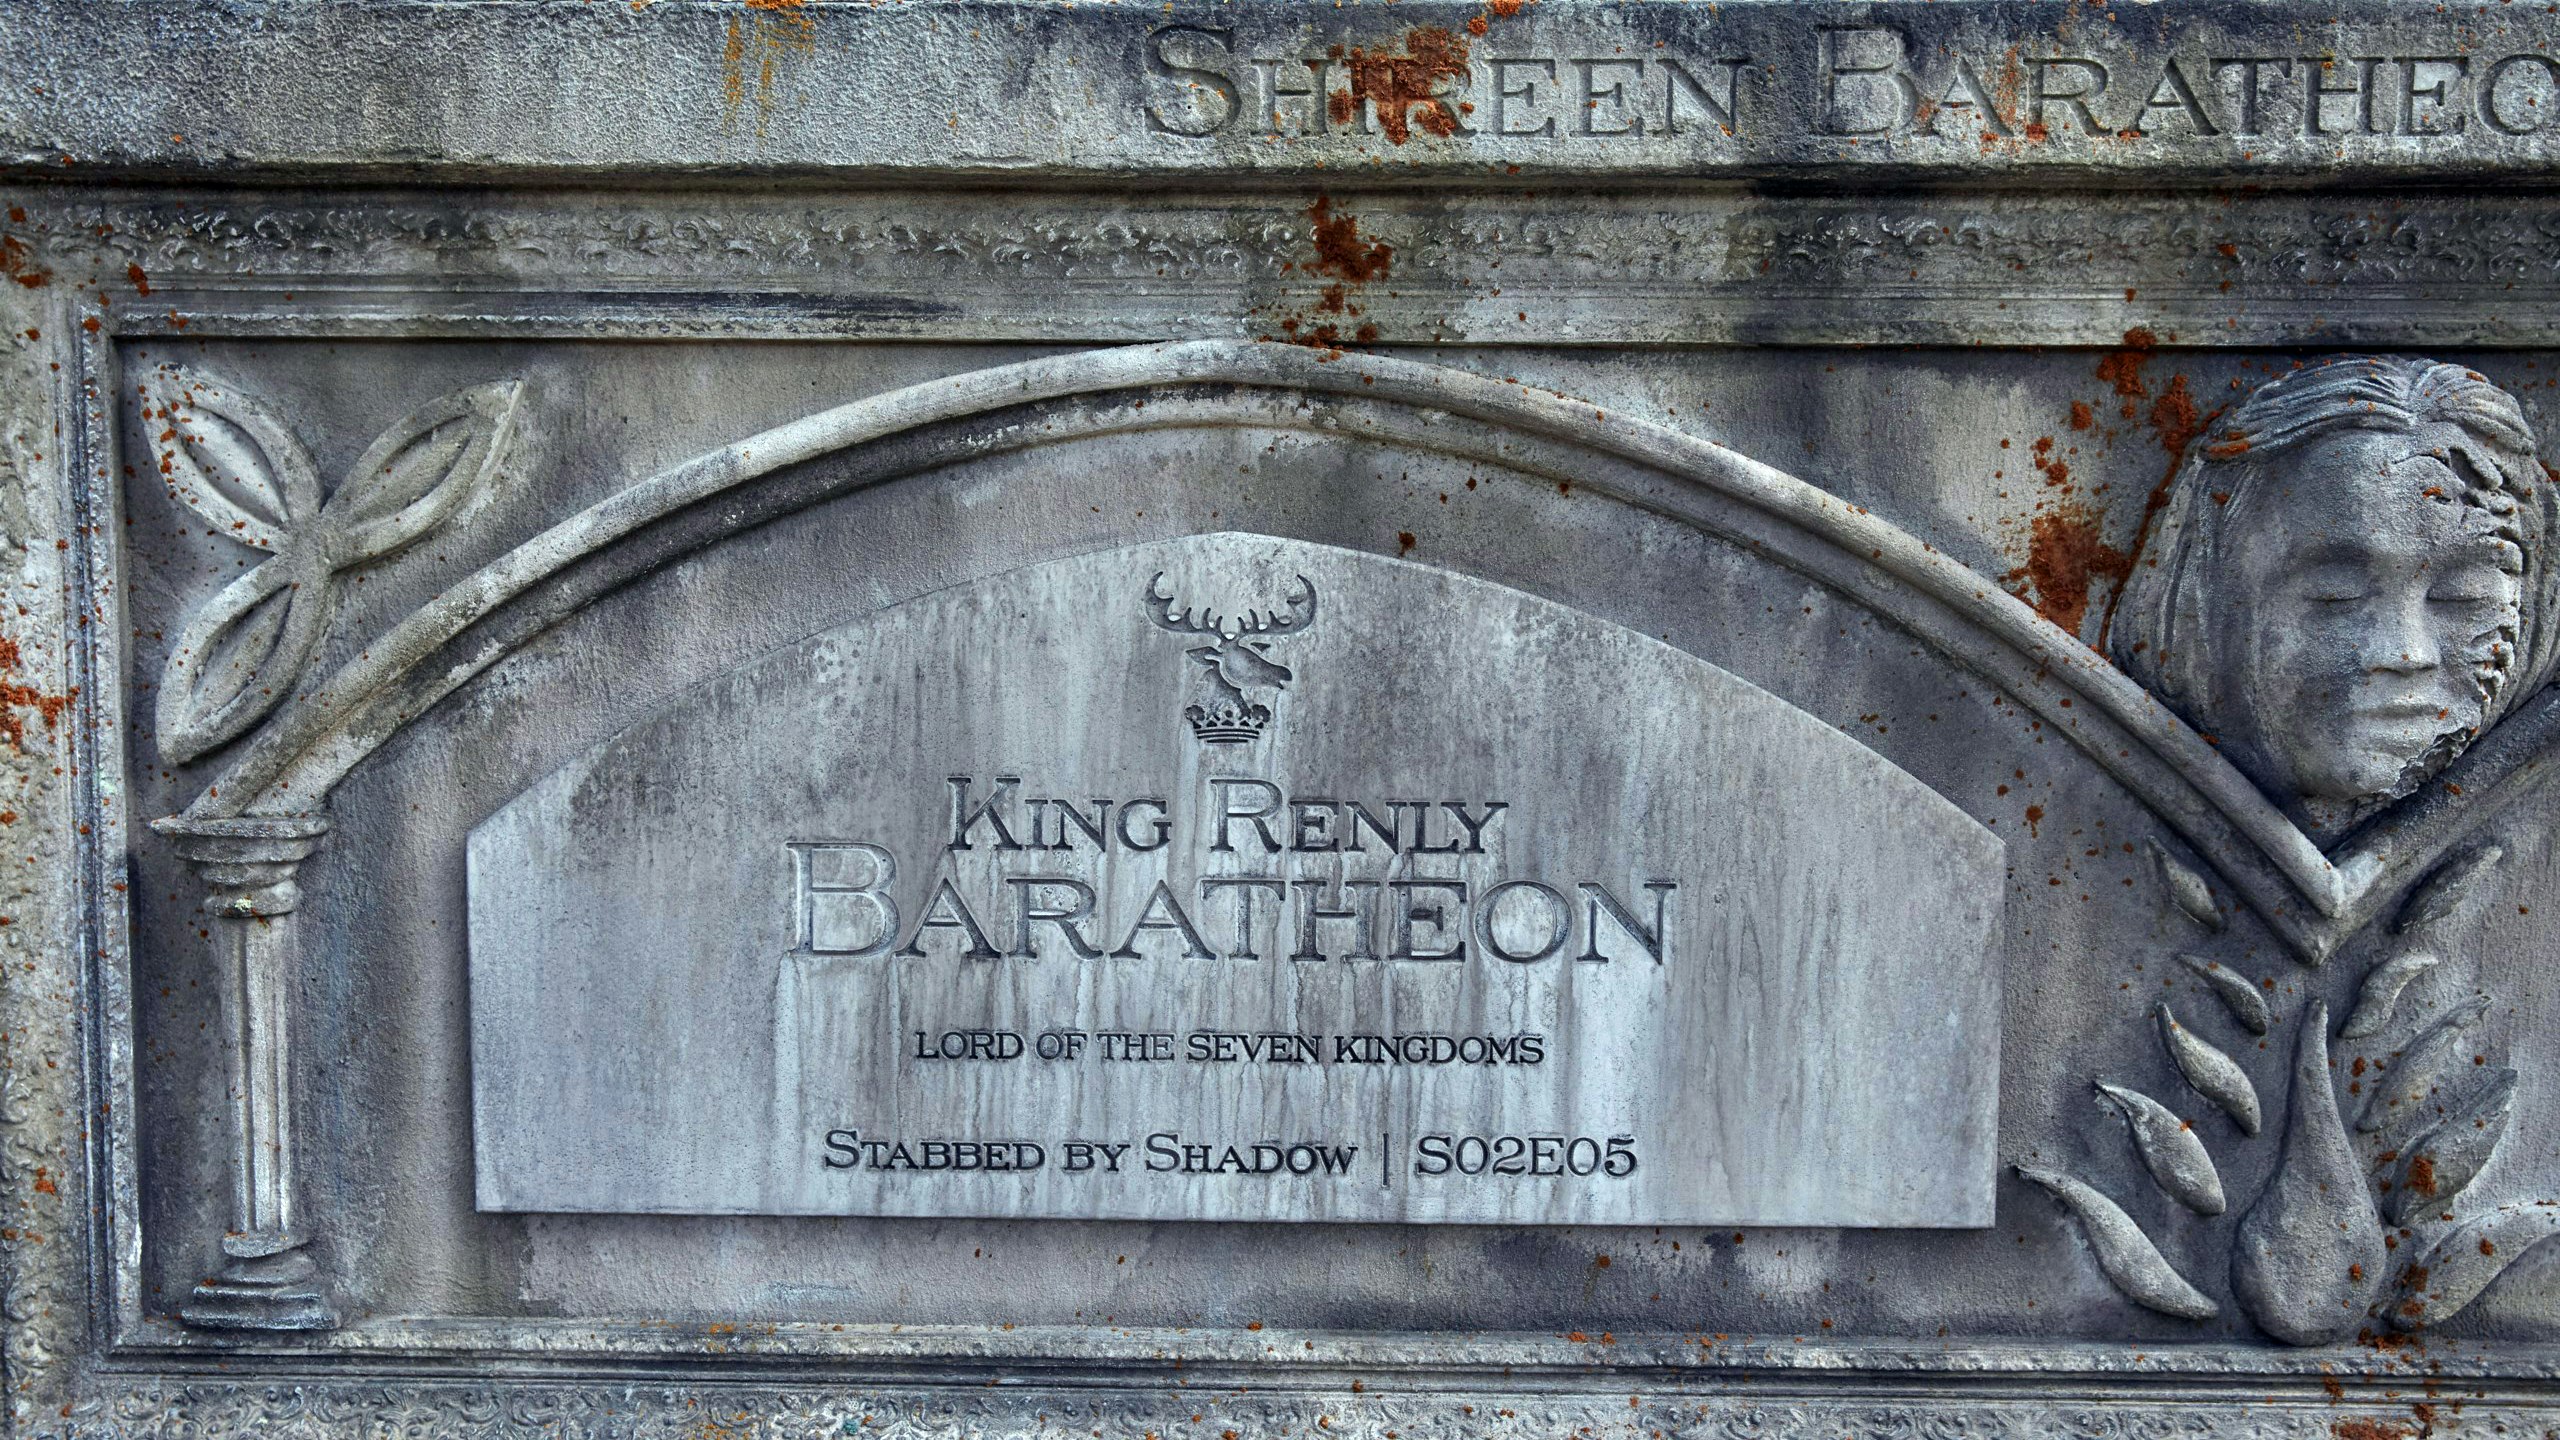 SHIREEN BARATHEO
KING RENLY
BARATHEON
LORD OF THE SEVEN KINGDOMS
STABBED BY SHADOW | S02E05